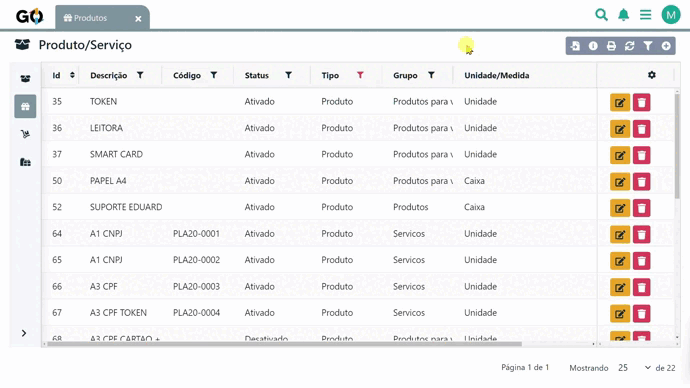 GO Produtos
M
Produto/Serviço
Id Descrição Código Status Tipo Grupo Unidade/Medida
35 TOKEN Ativado Produto Produtos para v Unidade
36 LEITORA Ativado Produto Produtos para v Unidade
37 SMART CARD Ativado Produto Produtos para v Unidade
50 PAPEL A4 Ativado Produto Produtos para v Caixa
52 SUPORTE EDUARD Ativado Produto Produtos Caixa
64 A1 CNPJ PLA20-0001 Ativado Produto Servicos Unidade
65 A1 CNPJ PLA20-0002 Ativado Produto Servicos Unidade
66 A3 CPF PLA20-0003 Ativado Produto Servicos Unidade
67 A3 CPF TOKEN PLA20-0004 Ativado Produto Servicos Unidade
68 A3 CPF CARTAO + Desativado Produto Produtos para v Unidade
Página 1 de 1 Mostrando 25 de 22